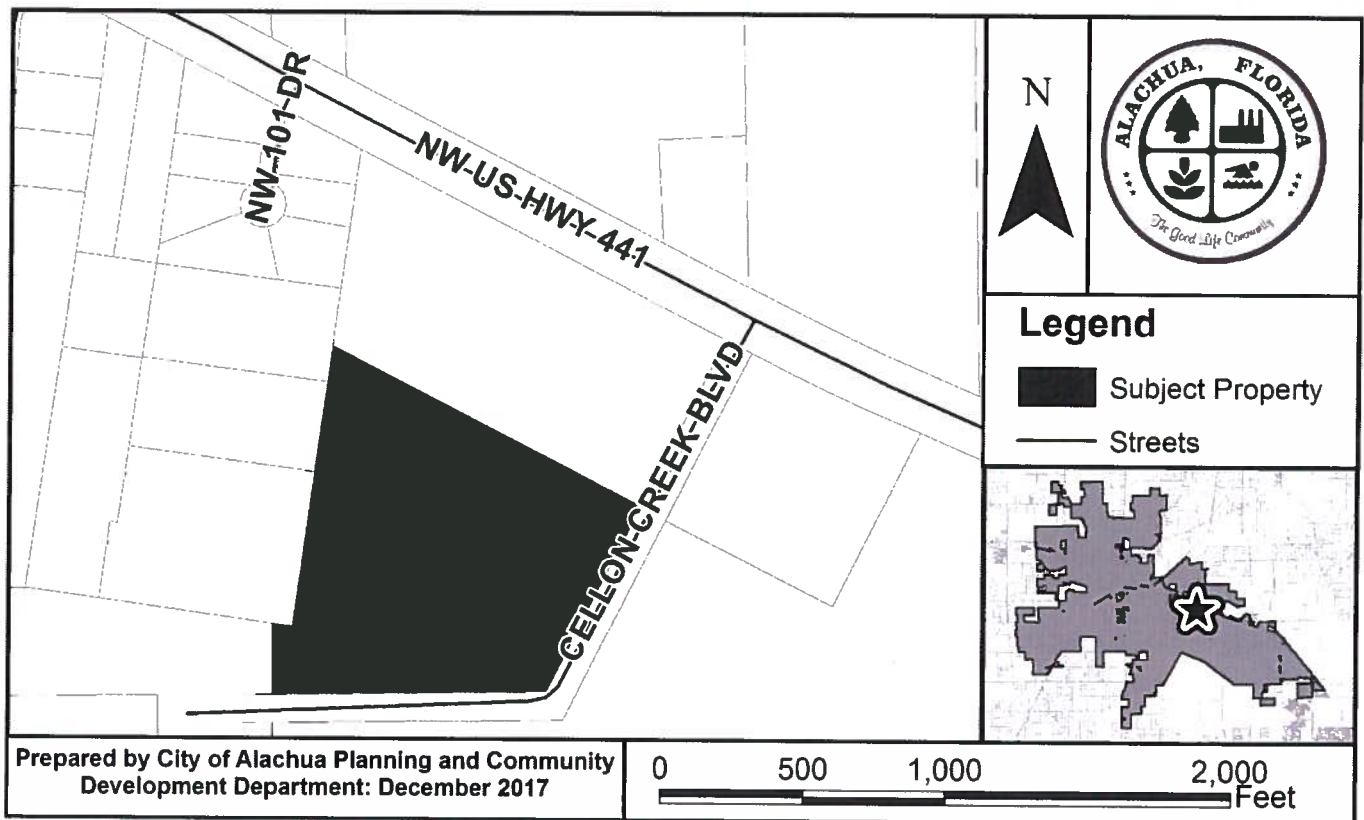 NW-101-DR
NW-US-HWY-441
CELLON-CREEK-BLVD
N
ALACHUA, FLORIDA
The Good Life Community
Legend
Subject Property
Streets
Prepared by City of Alachua Planning and Community
Development Department: December 2017
0 500 1,000 2,000
Feet